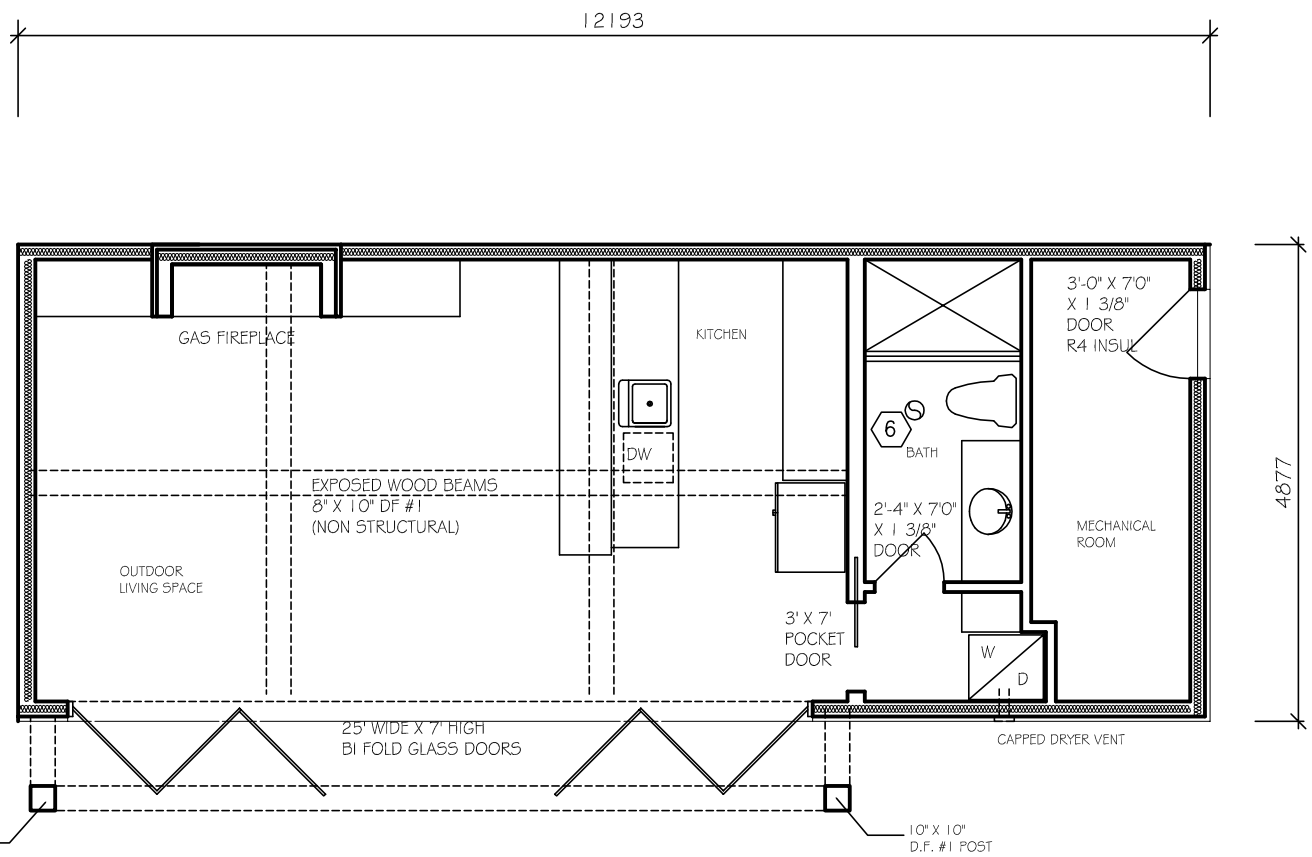 12193
3'-0" X 7'0"
X 1 3/8"
DOOR
R4 INSUL
GAS FIREPLACE
KITCHEN
DW
6
BATH
4877
EXPOSED WOOD BEAMS
8" X 10" DF #1
(NON STRUCTURAL)
2'-4" X 7'0"
X 1 3/8"
DOOR
MECHANICAL
ROOM
OUTDOOR
LIVING SPACE
3' X 7'
POCKET
DOOR
W
D
25' WIDE X 7' HIGH
BI FOLD GLASS DOORS
CAPPED DRYER VENT
10" X 10"
D.F. #1 POST